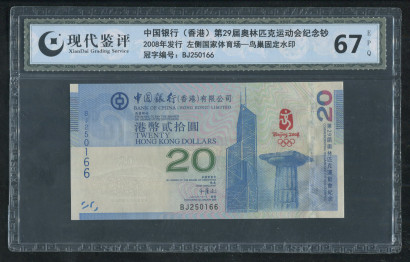 现代鉴评
XianDai Grading Service
中国银行（香港）第29届奥林匹克运动会纪念钞
2008年发行 左侧国家体育场—鸟巢固定水印
冠字编号：BJ250166
67
EPQ
中國銀行(香港)有限公司
BANK OF CHINA (HONG KONG) LIMITED
港幣貳拾圓
TWENTY
HONG KONG DOLLARS
20
BJ250166
BJ250166
20
Beijing 2008